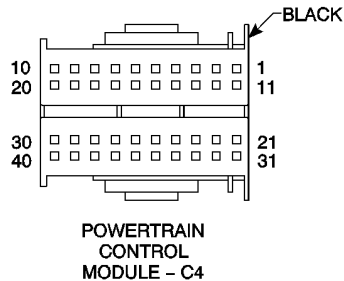 BLACK
10 1
20 11
30 21
40 31
POWERTRAIN
CONTROL
MODULE – C4